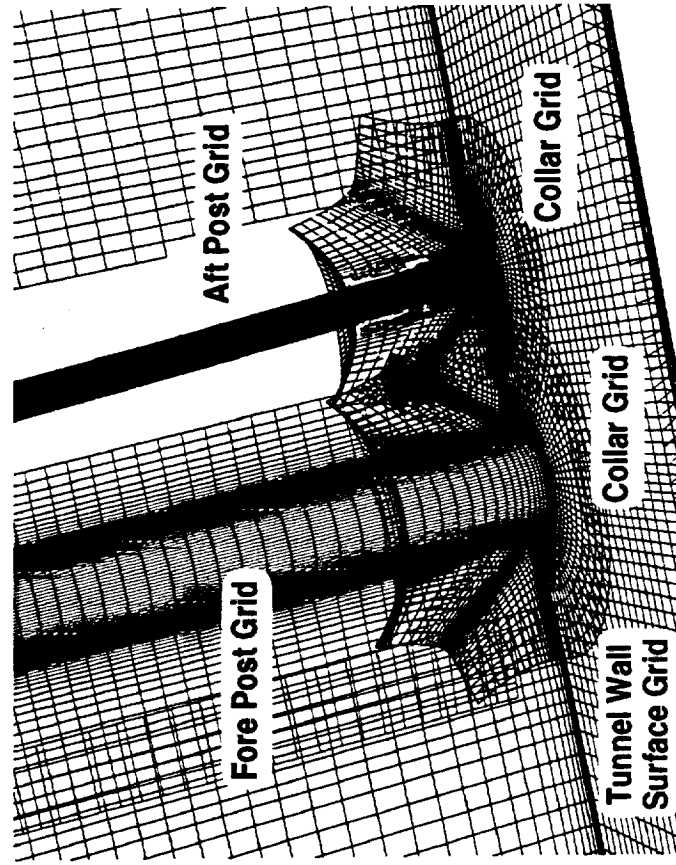 Aft Post Grid
Fore Post Grid
Collar Grid
Collar Grid
Tunnel Wall
Surface Grid